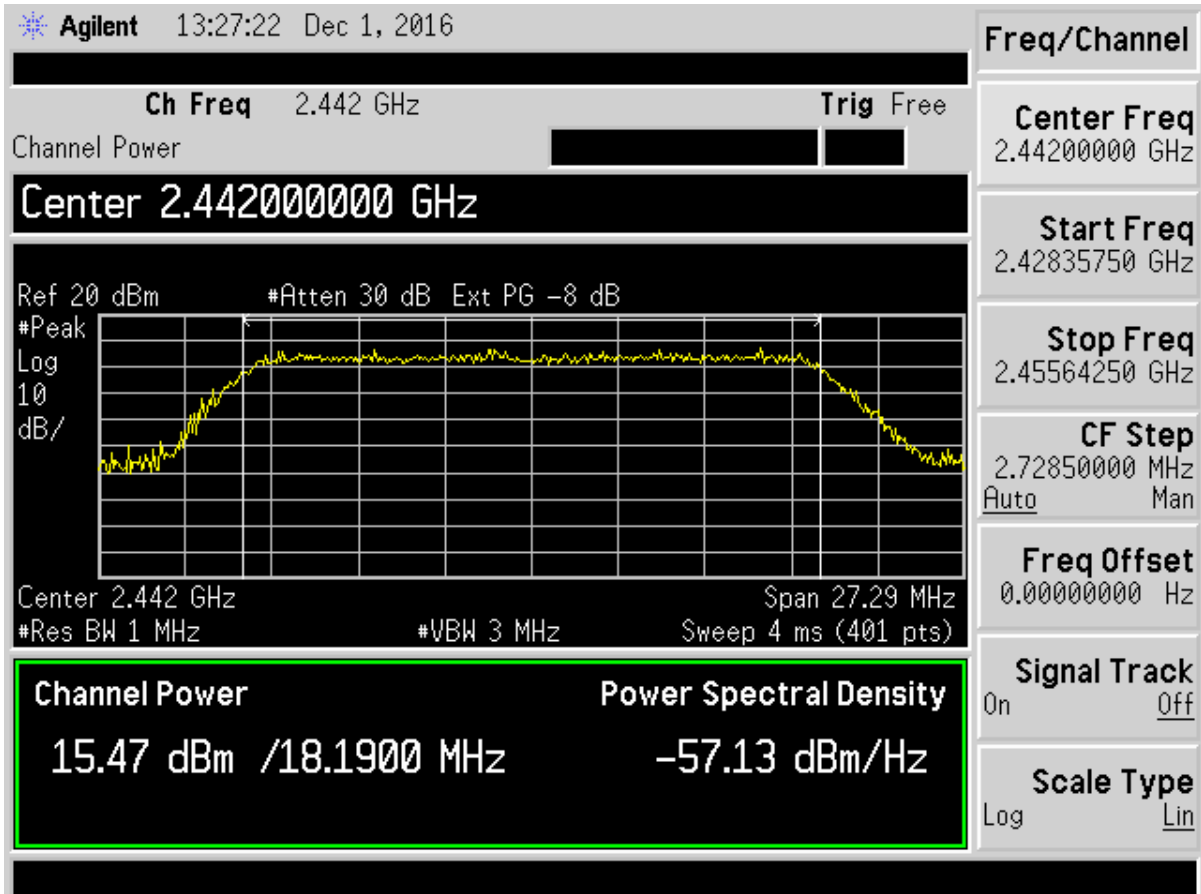 Agilent 13:27:22 Dec 1, 2016
Ch Freq 2.442 GHz Trig Free
Channel Power
Center 2.442000000 GHz
Ref 20 dBm #Atten 30 dB Ext PG -8 dB
#Peak
Log
10
dB/
Center 2.442 GHz Span 27.29 MHz
#Res BW 1 MHz #VBW 3 MHz Sweep 4 ms (401 pts)
Channel Power Power Spectral Density
15.47 dBm /18.1900 MHz -57.13 dBm/Hz
Freq/Channel
Center Freq
2.44200000 GHz
Start Freq
2.42835750 GHz
Stop Freq
2.45564250 GHz
CF Step
2.72850000 MHz
Auto Man
Freq Offset
0.00000000 Hz
Signal Track
On Off
Scale Type
Log Lin